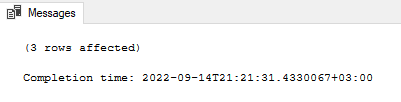 Messages
(3 rows affected)
Completion time: 2022-09-14T21:21:31.4330067+03:00